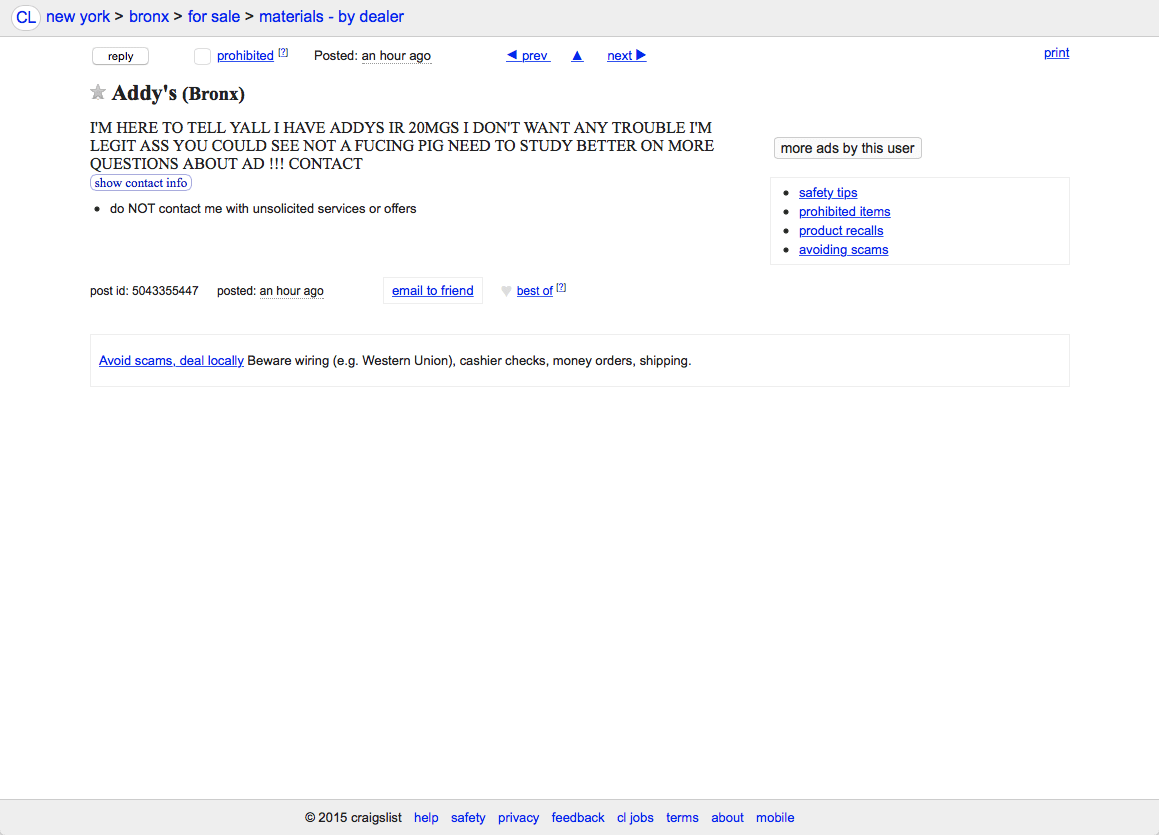 CL new york > bronx > for sale > materials - by dealer
reply prohibited [?] Posted: an hour ago ◀ prev ▲ next ▶ print
Addy's (Bronx)
I'M HERE TO TELL YALL I HAVE ADDYS IR 20MGS I DON'T WANT ANY TROUBLE I'M
LEGIT ASS YOU COULD SEE NOT A FUCING PIG NEED TO STUDY BETTER ON MORE
QUESTIONS ABOUT AD !!! CONTACT
show contact info
• do NOT contact me with unsolicited services or offers
more ads by this user
• safety tips
• prohibited items
• product recalls
• avoiding scams
post id: 5043355447 posted: an hour ago email to friend ♥ best of [?]
Avoid scams, deal locally Beware wiring (e.g. Western Union), cashier checks, money orders, shipping.
© 2015 craigslist help safety privacy feedback cl jobs terms about mobile